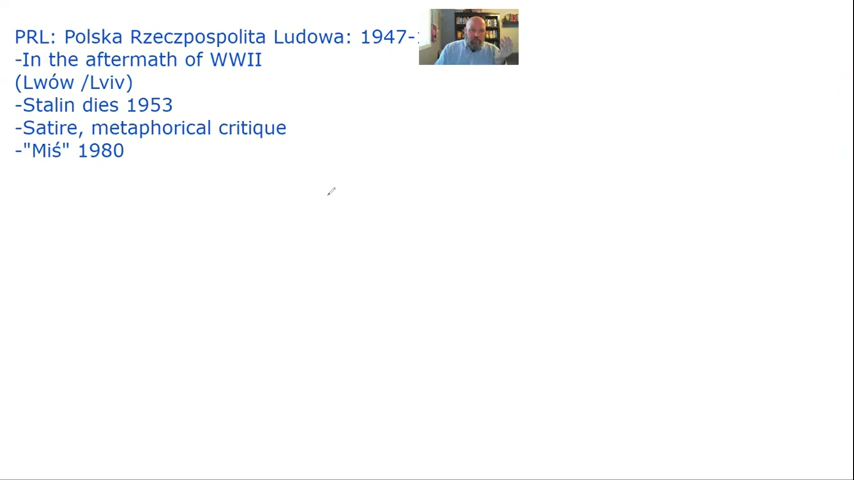 PRL: Polska Rzeczpospolita Ludowa: 1947-
-In the aftermath of WWII
(Lwów /Lviv)
-Stalin dies 1953
-Satire, metaphorical critique
-"Miś" 1980